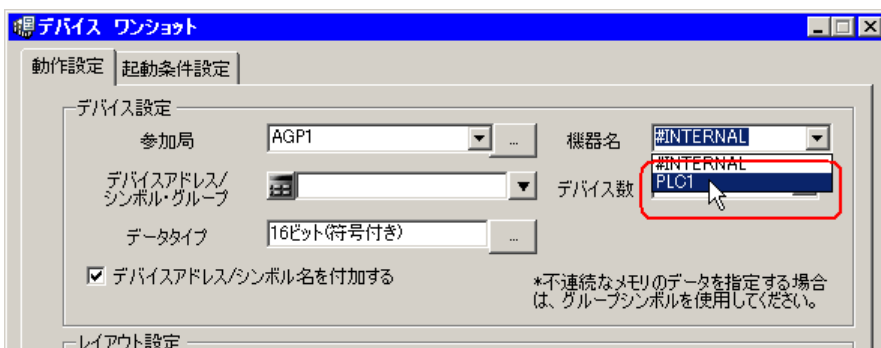 デバイス ワンショット
動作設定 起動条件設定
デバイス設定
参加局 AGP1 ... 機器名 #INTERNAL
#INTERNAL
デバイスアドレス/
シンボル・グループ デバイス数 PLC1
データタイプ 16ビット(符号付き) ...
デバイスアドレス/シンボル名を付加する
*不連続なメモリのデータを指定する場合
は、グループシンボルを使用してください。
レイアウト設定